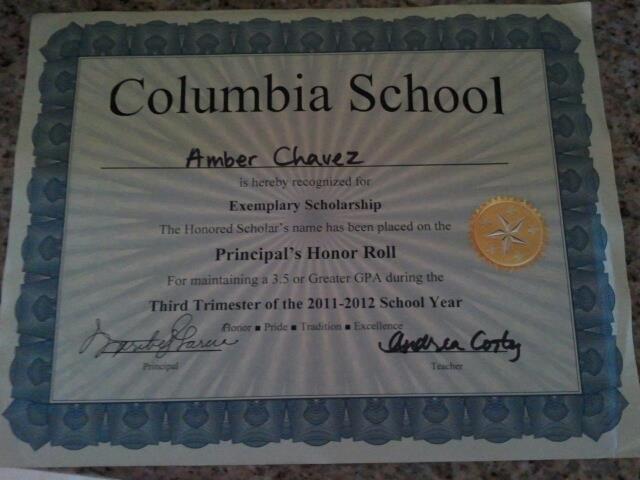 Columbia School
Amber Chavez
is hereby recognized for
Exemplary Scholarship
The Honored Scholar's name has been placed on the
Principal's Honor Roll
For maintaining a 3.5 or Greater GPA during the
Third Trimester of the 2011-2012 School Year
Honor ■ Pride ■ Tradition ■ Excellence
Andrea
Principal
Teacher